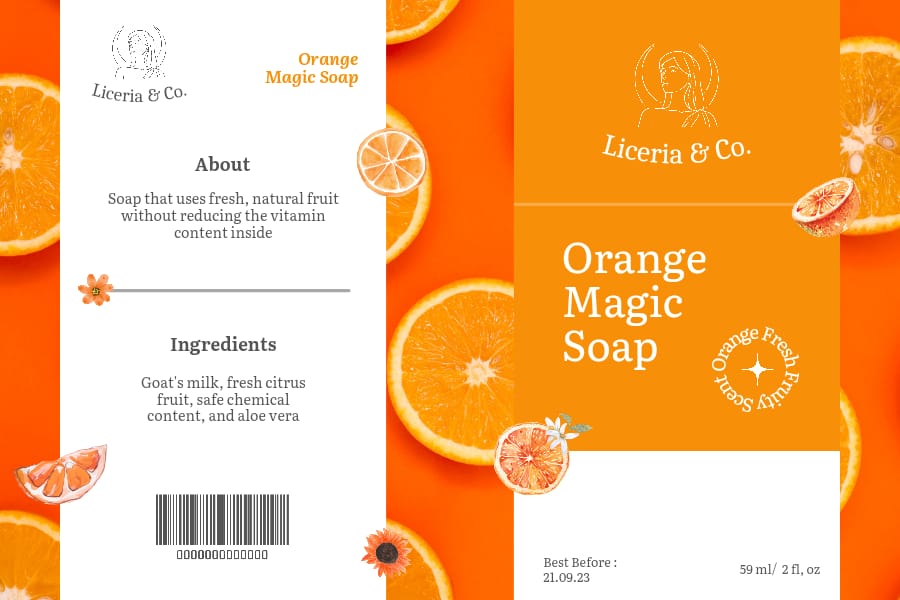 Liceria & Co.
Orange
Magic Soap
About
Soap that uses fresh, natural fruit
without reducing the vitamin
content inside
Ingredients
Goat's milk, fresh citrus
fruit, safe chemical
content, and aloe vera
0000000000000
Liceria & Co.
Orange
Magic
Soap
Orange Fresh Fruity Scent
Best Before :
21.09.23
59 ml/ 2 fl, oz